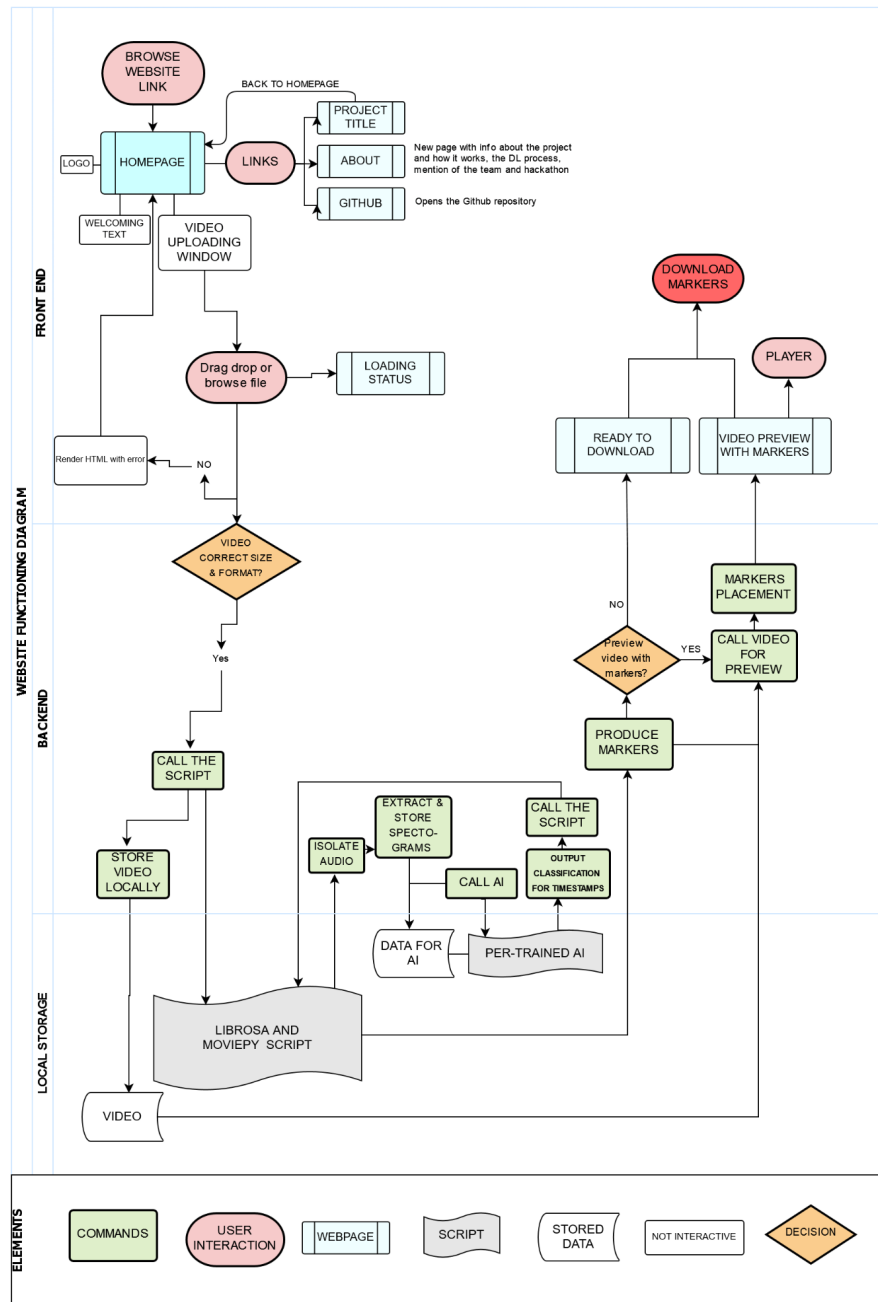 BROWSE
WEBSITE
LINK
BACK TO HOMEPAGE
PROJECT
TITLE
LOGO
HOMEPAGE
LINKS
ABOUT
New page with info about the project
and how it works, the DL process,
mention of the team and hackathon
GITHUB
Opens the Github repository
WELCOMING
TEXT
VIDEO
UPLOADING
WINDOW
DOWNLOAD
MARKERS
FRONT END
Drag drop or
browse file
LOADING
STATUS
PLAYER
READY TO
DOWNLOAD
VIDEO PREVIEW
WITH MARKERS
Render HTML with error
NO
WEBSITE FUNCTIONING DIAGRAM
VIDEO
CORRECT SIZE
& FORMAT?
MARKERS
PLACEMENT
NO
Yes
Preview
video with
markers?
YES
CALL VIDEO
FOR
PREVIEW
BACKEND
PRODUCE
MARKERS
CALL THE
SCRIPT
EXTRACT &
STORE
SPECTO-
GRAMS
CALL THE
SCRIPT
ISOLATE
AUDIO
STORE
VIDEO
LOCALLY
CALL AI
OUTPUT
CLASSIFICATION
FOR TIMESTAMPS
DATA FOR
AI
PER-TRAINED AI
LOCAL STORAGE
LIBROSA AND
MOVIEPY SCRIPT
VIDEO
ELEMENTS
COMMANDS
USER
INTERACTION
WEBPAGE
SCRIPT
STORED
DATA
NOT INTERACTIVE
DECISION